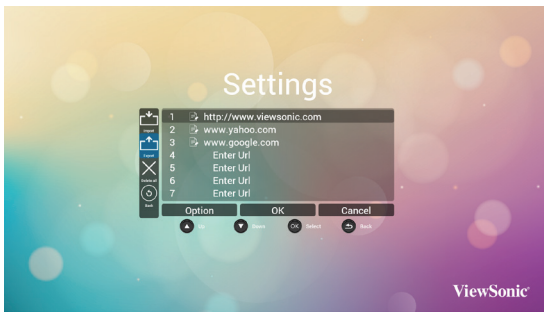 Settings
Import
Export
Delete all
Back
1 http://www.viewsonic.com
2 www.yahoo.com
3 www.google.com
4 Enter Url
5 Enter Url
6 Enter Url
7 Enter Url
Option OK Cancel
Up Down OK Select Back
ViewSonic